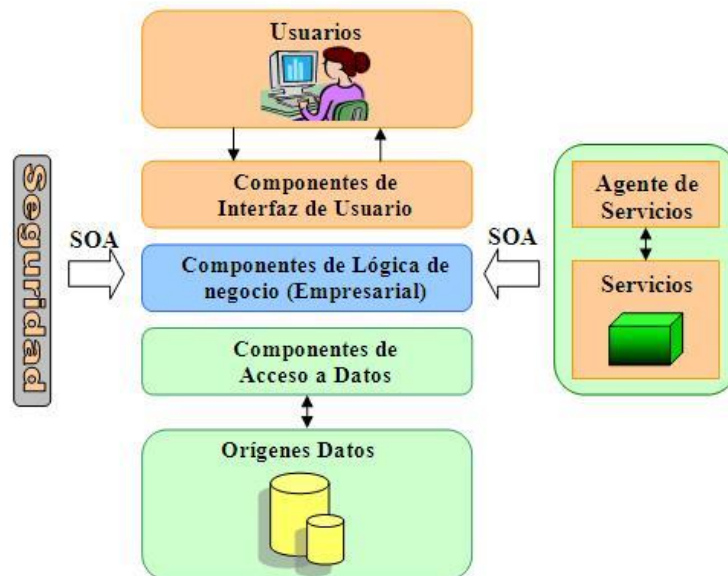 Usuarios
Componentes de
Interfaz de Usuario
Seguridad
SOA
Componentes de Lógica de
negocio (Empresarial)
SOA
Agente de
Servicios
Servicios
Componentes de
Acceso a Datos
Orígenes Datos